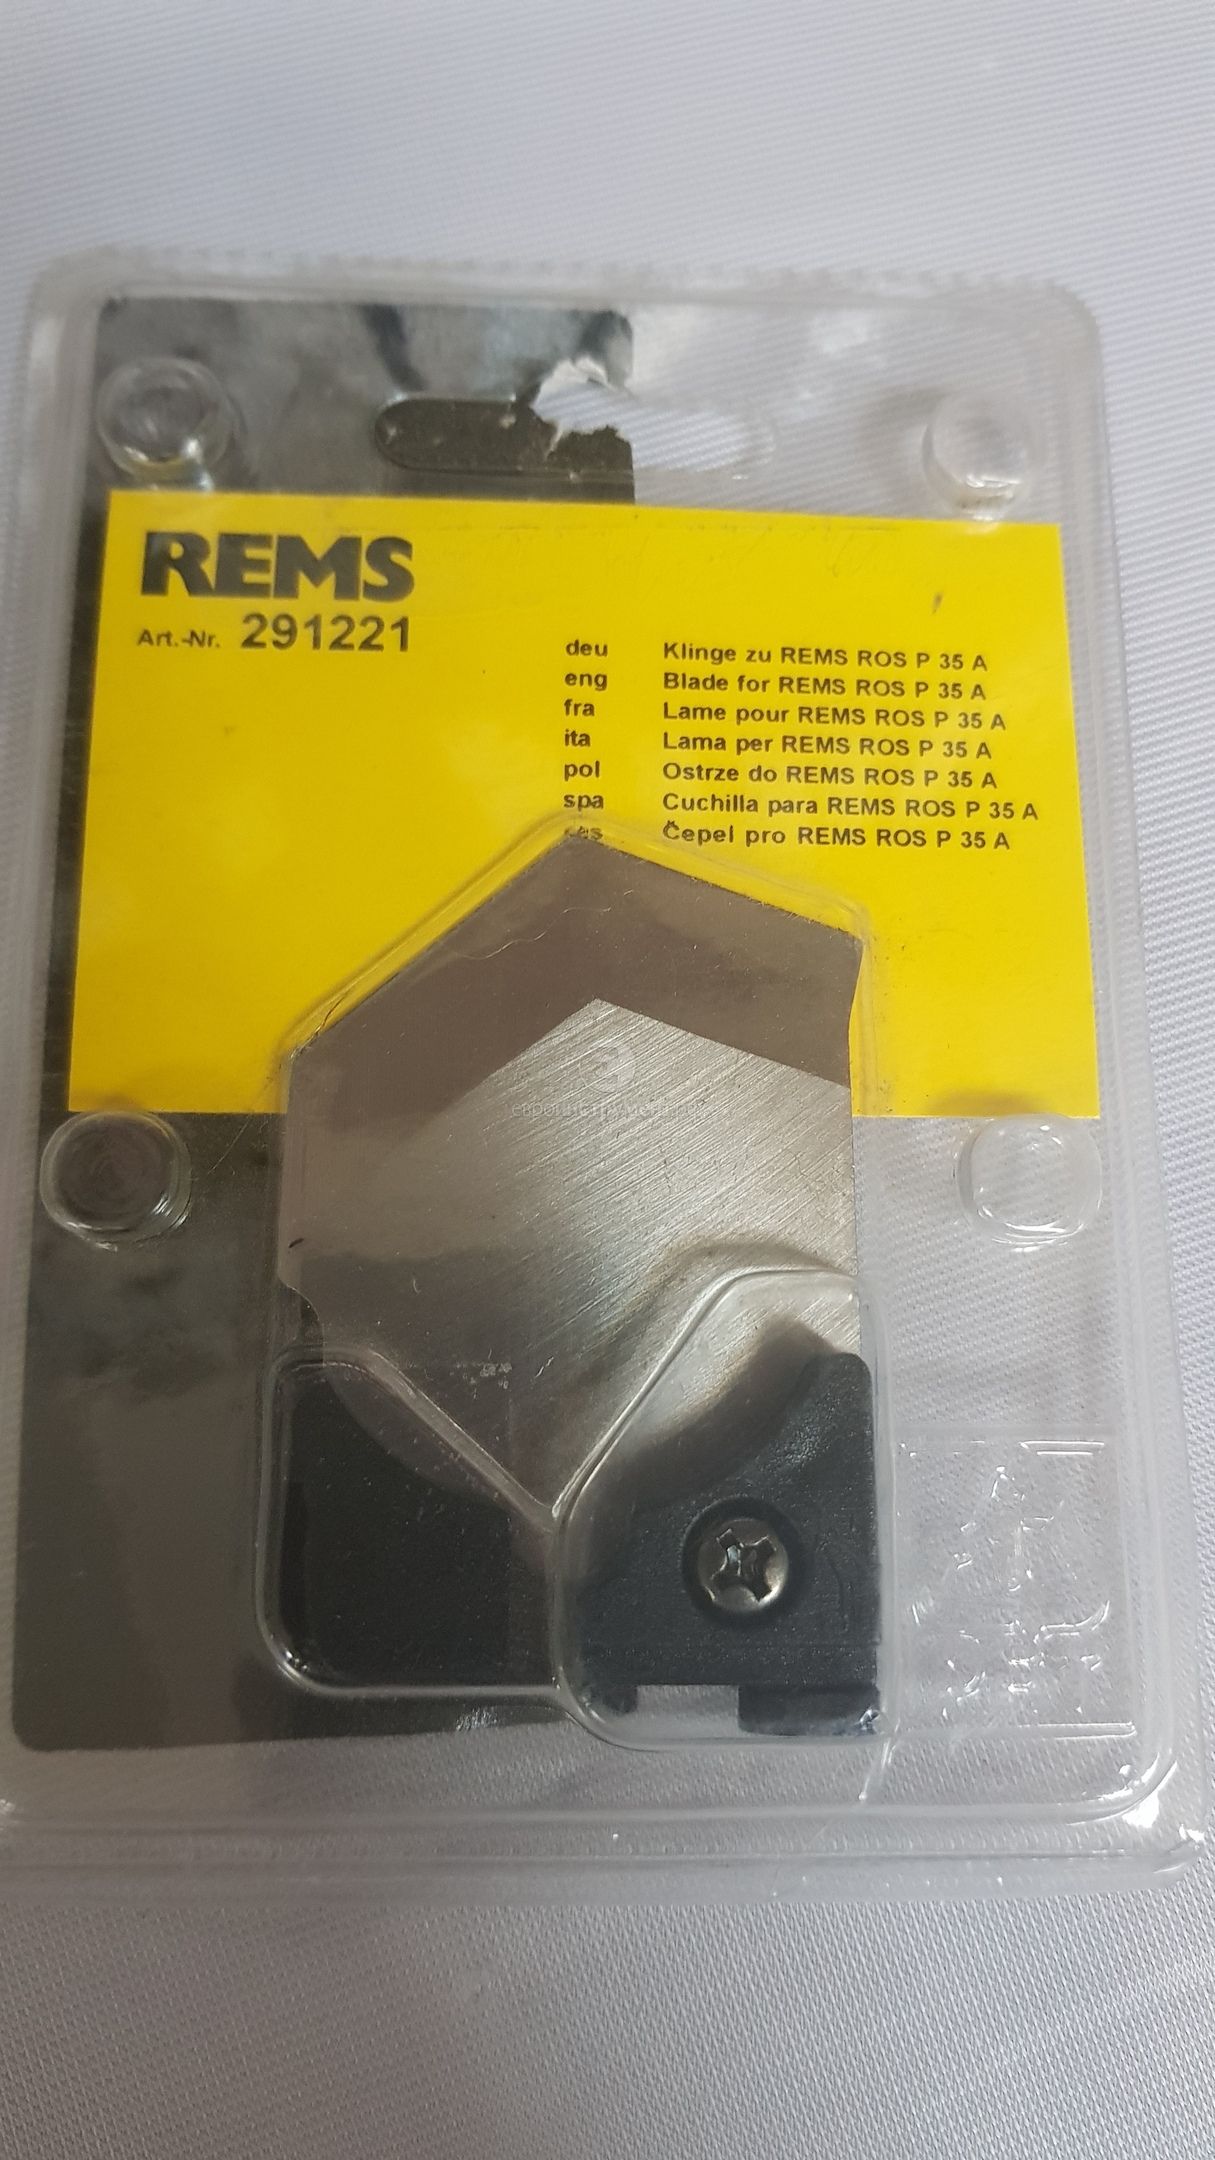 REMS
Art.-Nr. 291221
deu Klinge zu REMS ROS P 35 A
eng Blade for REMS ROS P 35 A
fra Lame pour REMS ROS P 35 A
ita Lama per REMS ROS P 35 A
pol Ostrze do REMS ROS P 35 A
spa Cuchilla para REMS ROS P 35 A
ces Čepel pro REMS ROS P 35 A